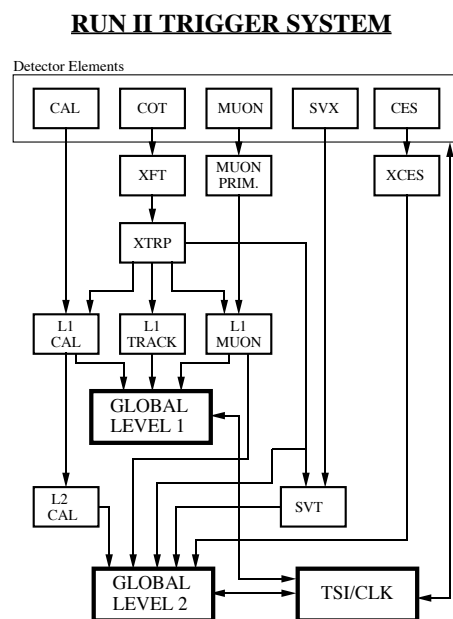 RUN II TRIGGER SYSTEM
Detector Elements
CAL
COT
MUON
SVX
CES
XFT
MUON
PRIM.
XCES
XTRP
L1
CAL
L1
TRACK
L1
MUON
GLOBAL
LEVEL 1
L2
CAL
SVT
GLOBAL
LEVEL 2
TSI/CLK